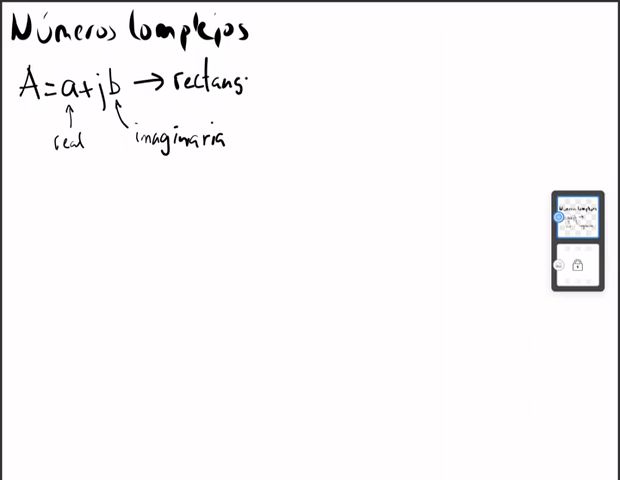 Números Complejos
A=a+jb → rectang.
real imaginaria